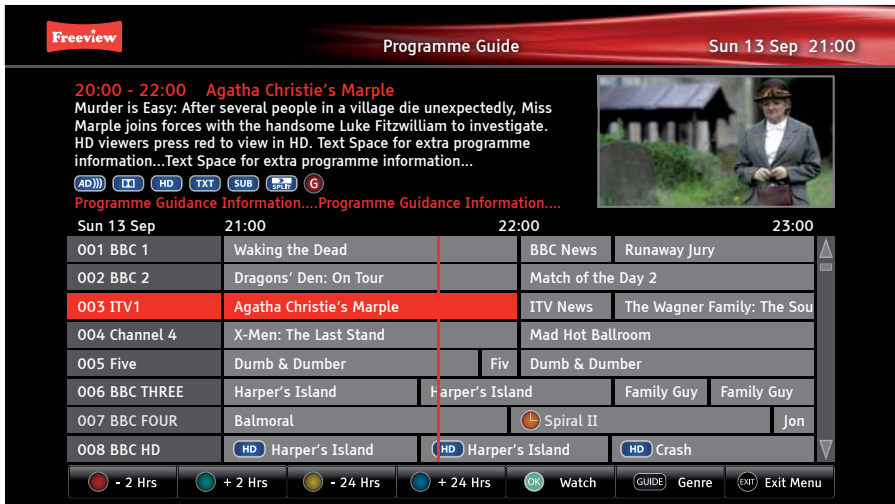 Freeview
Programme Guide
Sun 13 Sep 21:00
20:00 - 22:00 Agatha Christie's Marple
Murder is Easy: After several people in a village die unexpectedly, Miss
Marple joins forces with the handsome Luke Fitzwilliam to investigate.
HD viewers press red to view in HD. Text Space for extra programme
information...Text Space for extra programme information...
AD))) HD TXT SUB SPLIT G
Programme Guidance Information....Programme Guidance Information....
Sun 13 Sep 21:00 22:00 23:00
001 BBC 1 Waking the Dead BBC News Runaway Jury
002 BBC 2 Dragons' Den: On Tour Match of the Day 2
003 ITV1 Agatha Christie's Marple ITV News The Wagner Family: The Sou
004 Channel 4 X-Men: The Last Stand Mad Hot Ballroom
005 Five Dumb & Dumber Fiv Dumb & Dumber
006 BBC THREE Harper's Island Harper's Island Family Guy Family Guy
007 BBC FOUR Balmoral Spiral II Jon
008 BBC HD HD Harper's Island HD Harper's Island HD Crash
- 2 Hrs + 2 Hrs - 24 Hrs + 24 Hrs OK Watch GUIDE Genre EXIT Exit Menu